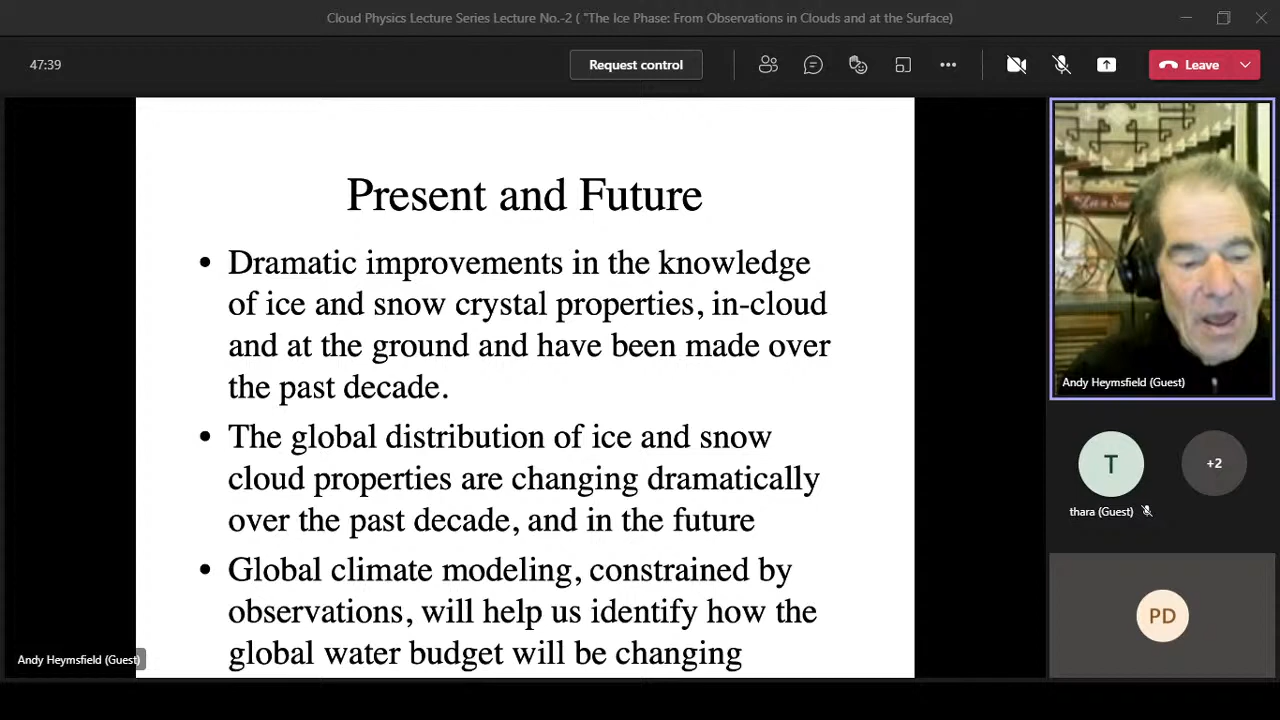 Cloud Physics Lecture Series Lecture No.-2 ( "The Ice Phase: From Observations in Clouds and at the Surface)
47:39
Request control
Leave
Present and Future
• Dramatic improvements in the knowledge
of ice and snow crystal properties, in-cloud
and at the ground and have been made over
the past decade.
• The global distribution of ice and snow
cloud properties are changing dramatically
over the past decade, and in the future
• Global climate modeling, constrained by
observations, will help us identify how the
global water budget will be changing
Andy Heymsfield (Guest)
Andy Heymsfield (Guest)
T
+2
thara (Guest)
PD